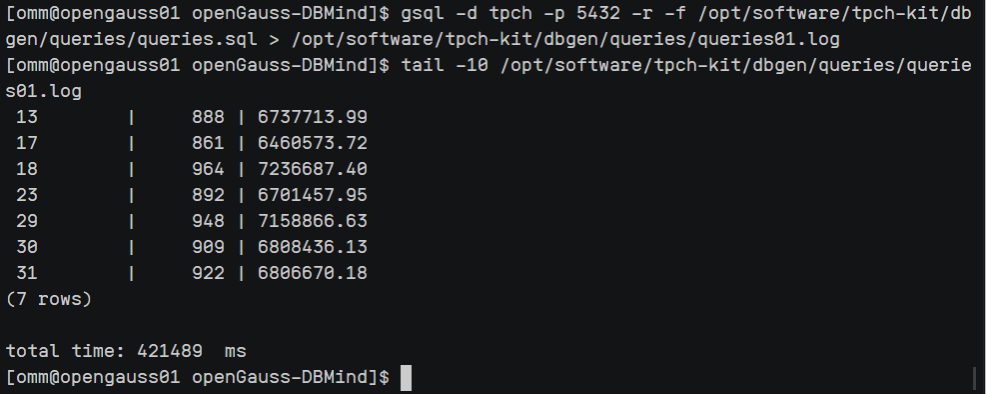 [omm@opengauss01 openGauss-DBMind]$ gsql -d tpch -p 5432 -r -f /opt/software/tpch-kit/db
gen/queries/queries.sql > /opt/software/tpch-kit/dbgen/queries/queries01.log
[omm@opengauss01 openGauss-DBMind]$ tail -10 /opt/software/tpch-kit/dbgen/queries/querie
s01.log
 13         |     888 | 6737713.99
 17         |     861 | 6460573.72
 18         |     964 | 7236687.40
 23         |     892 | 6701457.95
 29         |     948 | 7158866.63
 30         |     909 | 6808436.13
 31         |     922 | 6806670.18
(7 rows)

total time: 421489  ms
[omm@opengauss01 openGauss-DBMind]$